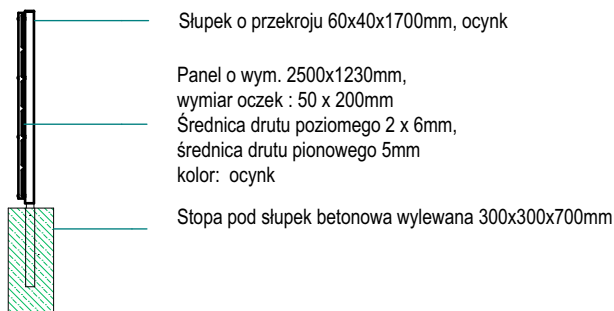 Słupek o przekroju 60x40x1700mm, ocynk
Panel o wym. 2500x1230mm,
wymiar oczek : 50 x 200mm
Średnica drutu poziomego 2 x 6mm,
średnica drutu pionowego 5mm
kolor: ocynk
Stopa pod słupek betonowa wylewana 300x300x700mm